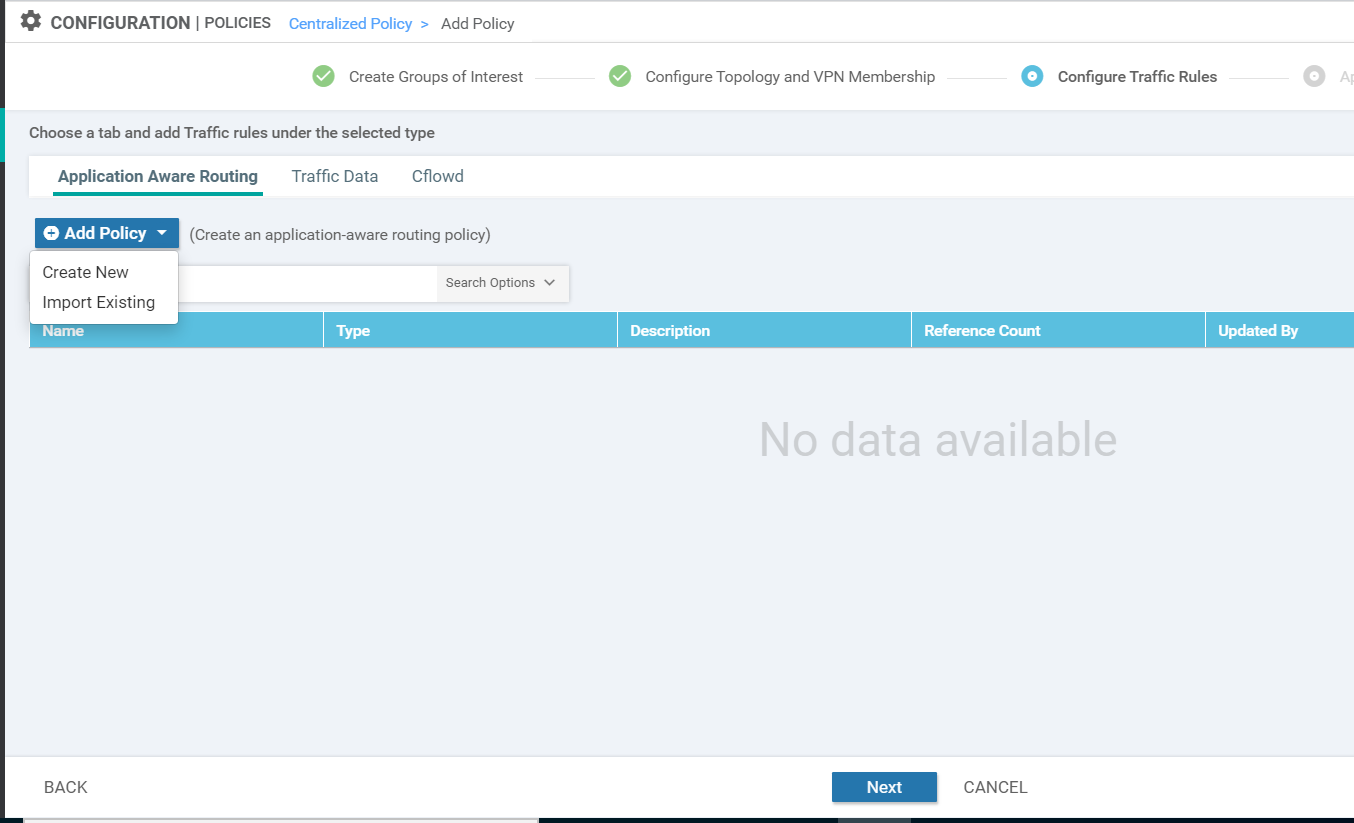 CONFIGURATION | POLICIES Centralized Policy > Add Policy
Create Groups of Interest Configure Topology and VPN Membership Configure Traffic Rules
Choose a tab and add Traffic rules under the selected type
Application Aware Routing Traffic Data Cflowd
Add Policy (Create an application-aware routing policy)
Create New
Search Options
Import Existing
Name Type Description Reference Count Updated By
No data available
BACK Next CANCEL